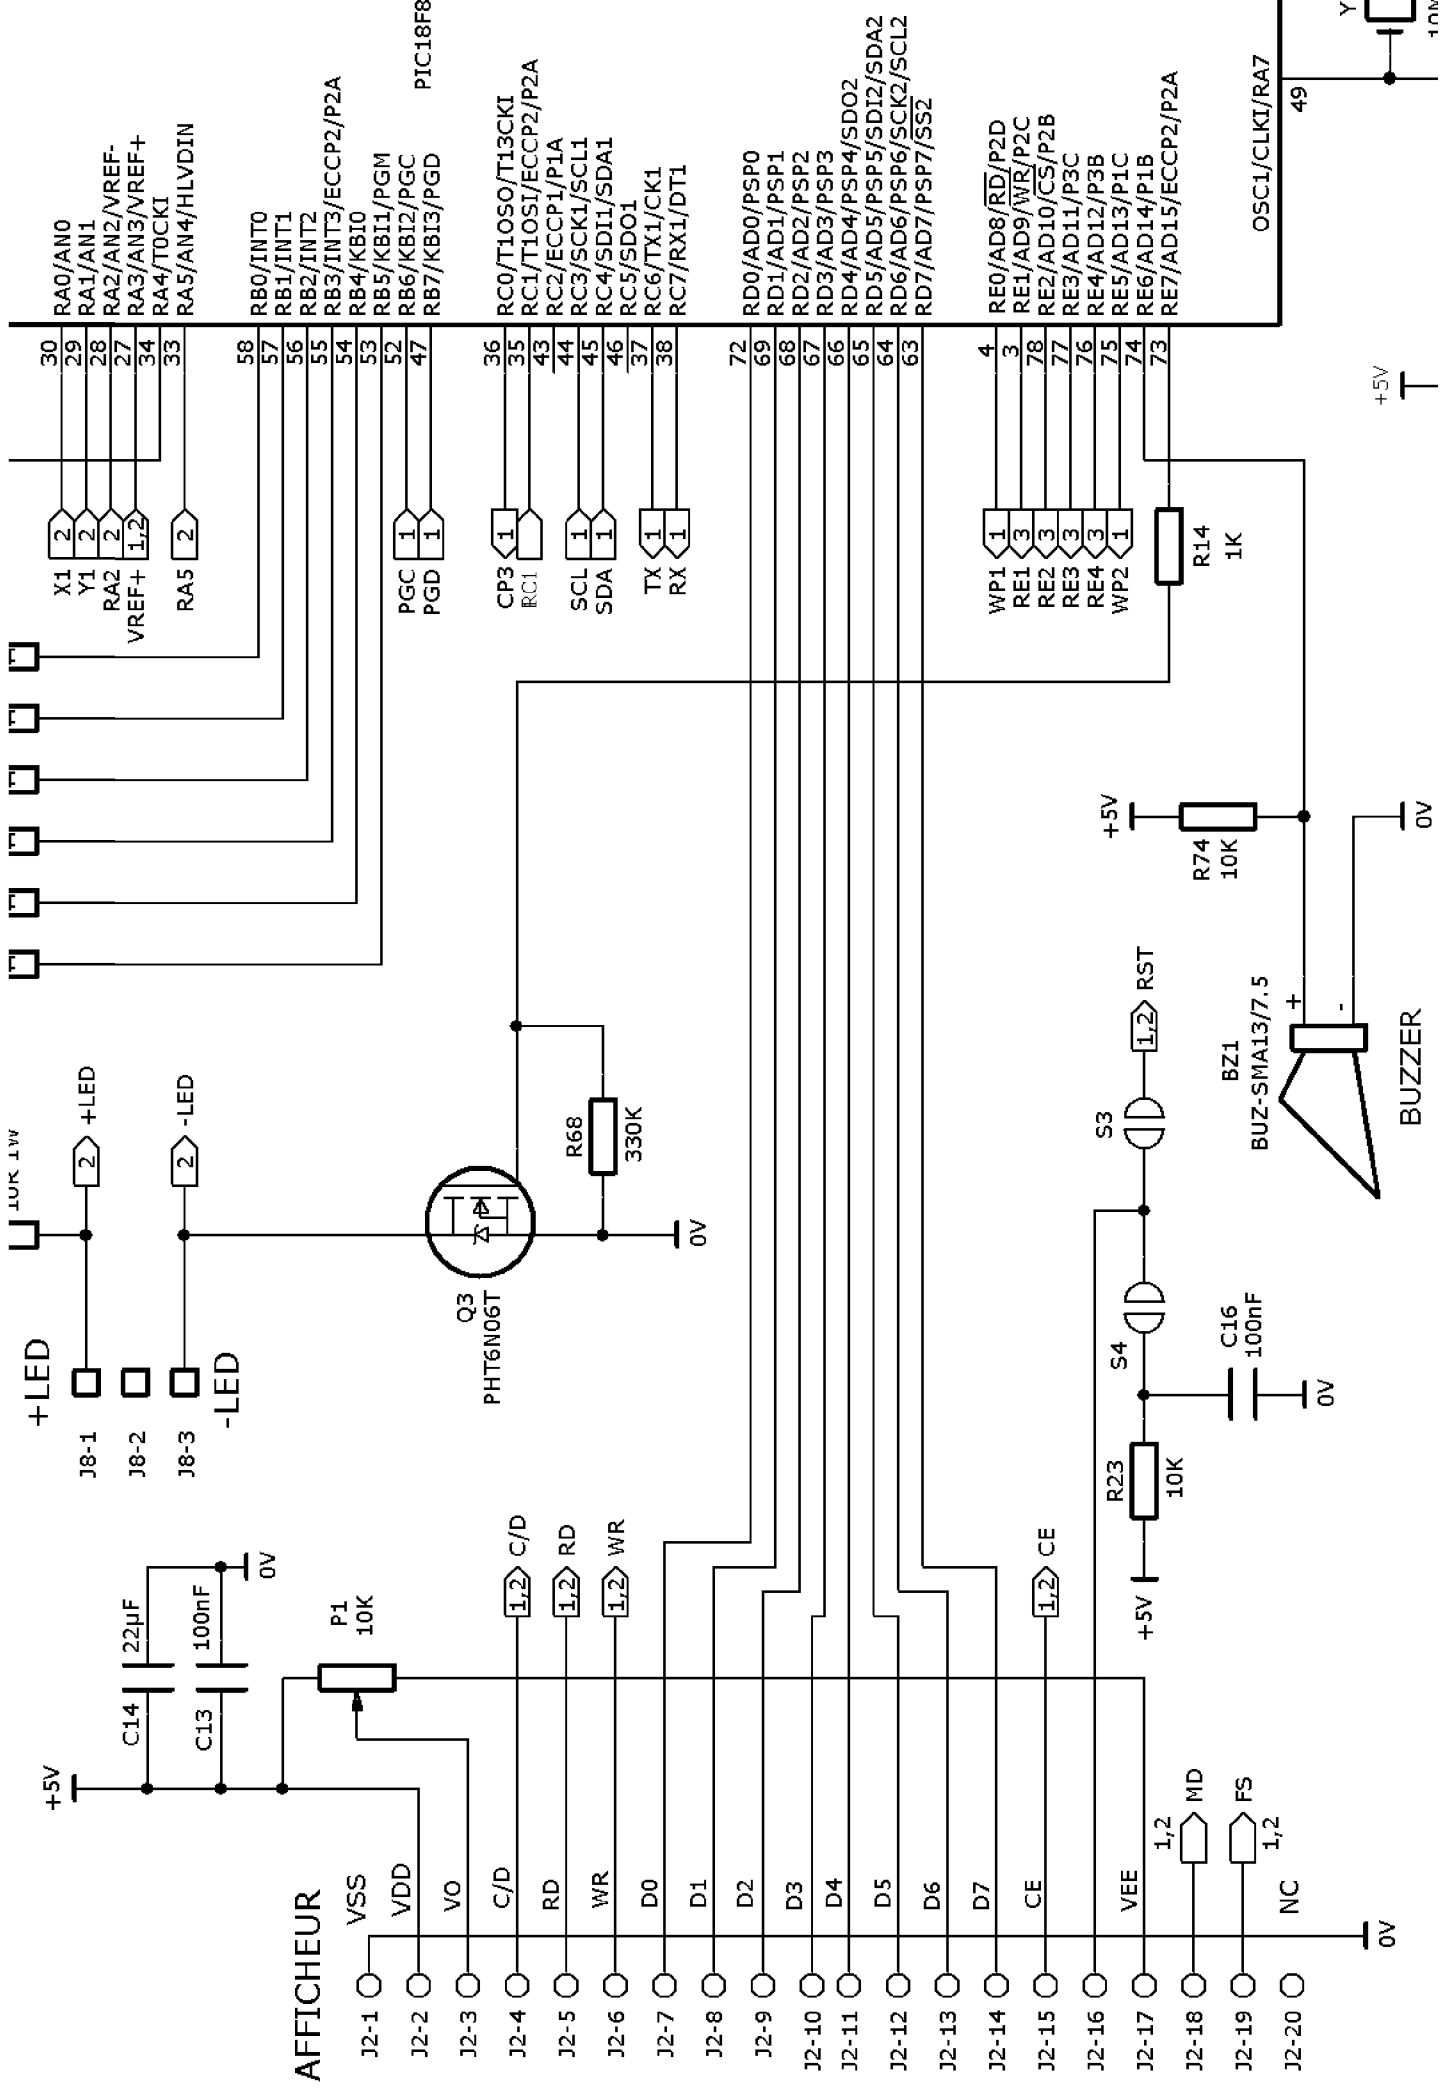 PIC18F8
RA0/AN0
RA1/AN1
RA2/AN2/VREF-
RA3/AN3/VREF+
RA4/T0CKI
RA5/AN4/HLVDIN
RB0/INT0
RB1/INT1
RB2/INT2
RB3/INT3/ECCP2/P2A
RB4/KBI0
RB5/KBI1/PGM
RB6/KBI2/PGC
RB7/KBI3/PGD
RC0/T1OSO/T13CKI
RC1/T1OSI/ECCP2/P2A
RC2/ECCP1/P1A
RC3/SCK1/SCL1
RC4/SDI1/SDA1
RC5/SDO1
RC6/TX1/CK1
RC7/RX1/DT1
RD0/AD0/PSP0
RD1/AD1/PSP1
RD2/AD2/PSP2
RD3/AD3/PSP3
RD4/AD4/PSP4/SDO2
RD5/AD5/PSP5/SDI2/SDA2
RD6/AD6/PSP6/SCK2/SCL2
RD7/AD7/PSP7/SS2
RE0/AD8/RD/P2D
RE1/AD9/WR/P2C
RE2/AD10/CS/P2B
RE3/AD11/P3C
RE4/AD12/P3B
RE5/AD13/P1C
RE6/AD14/P1B
RE7/AD15/ECCP2/P2A
OSC1/CLKI/RA7
Y
10M
30
29
28
27
34
33
58
57
56
55
54
53
52
47
36
35
43
44
45
46
37
38
72
69
68
67
66
65
64
63
4
3
78
77
76
75
74
73
49
+5V
2
2
2
1,2
2
1
1
1
1
1
1
1
1
3
3
3
3
1
X1
Y1
RA2
VREF+
RA5
PGC
PGD
CP3
RC1
SCL
SDA
TX
RX
WP1
RE1
RE2
RE3
RE4
WP2
R14
1K
+5V
R74
10K
0V
10R 1W
2
+LED
2
-LED
R68
330K
0V
Q3
PHT6N06T
1,2
RST
S3
BZ1
BUZ-SMA13/7.5
+
-
BUZZER
+LED
-LED
J8-1
J8-2
J8-3
S4
C16
100nF
0V
R23
10K
+5V
22µF
100nF
0V
C14
C13
+5V
P1
10K
1,2
C/D
1,2
RD
1,2
WR
1,2
CE
1,2
MD
1,2
FS
AFFICHEUR
VSS
VDD
VO
C/D
RD
WR
D0
D1
D2
D3
D4
D5
D6
D7
CE
VEE
NC
0V
J2-1
J2-2
J2-3
J2-4
J2-5
J2-6
J2-7
J2-8
J2-9
J2-10
J2-11
J2-12
J2-13
J2-14
J2-15
J2-16
J2-17
J2-18
J2-19
J2-20